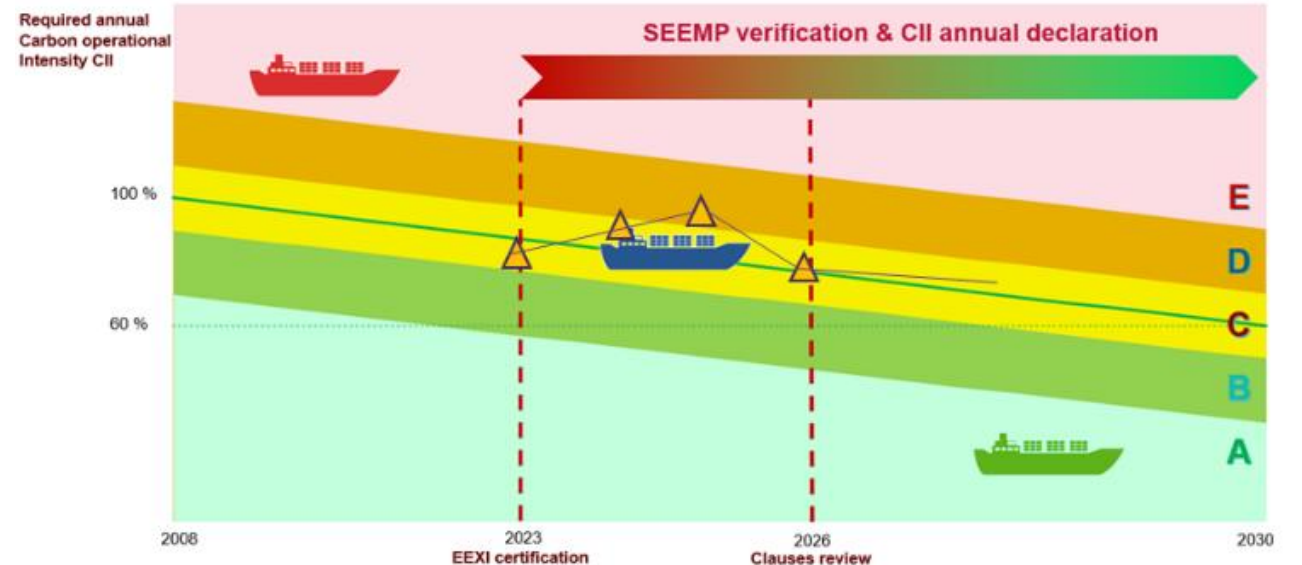 Required annual
Carbon operational
Intensity CII
SEEMP verification & CII annual declaration
100 %
E
D
60 %
C
B
A
2008
2023
2026
2030
EEXI certification
Clauses review